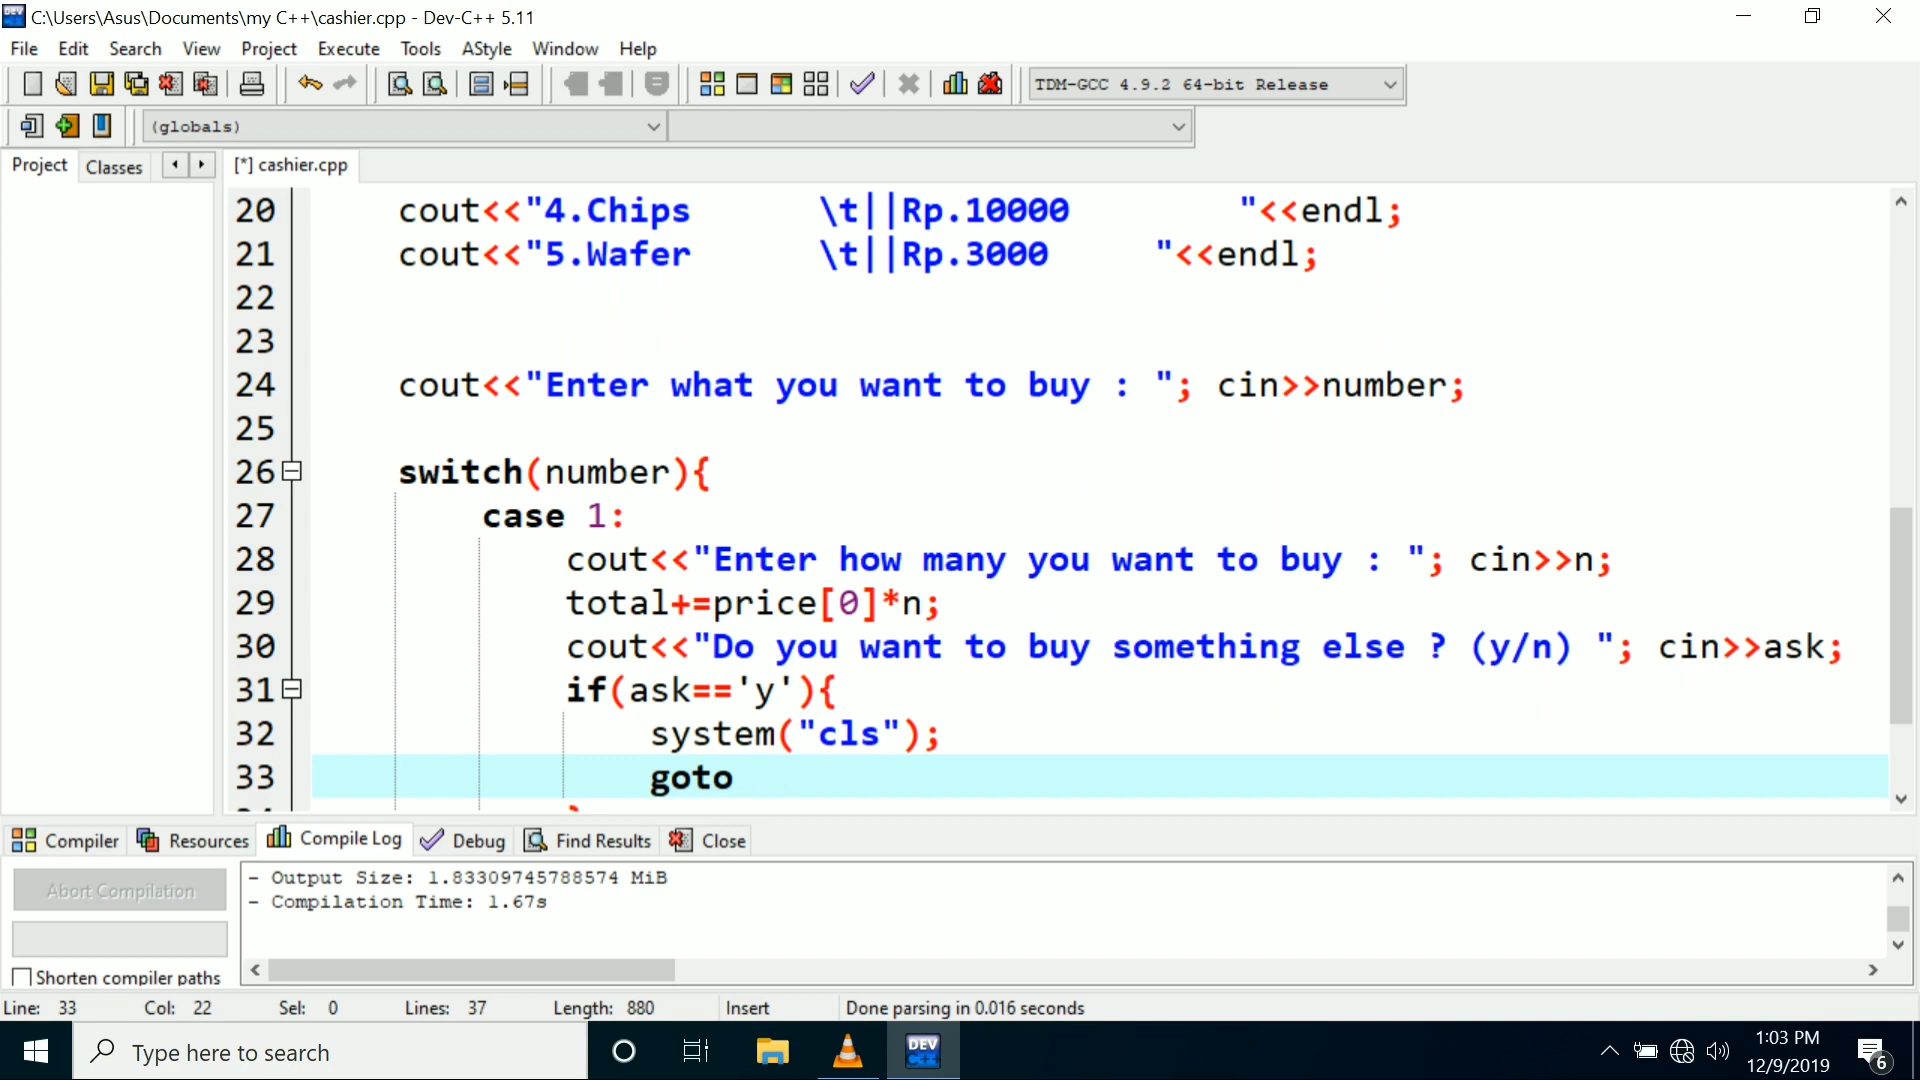 C:\Users\Asus\Documents\my C++\cashier.cpp - Dev-C++ 5.11
File Edit Search View Project Execute Tools AStyle Window Help
TDM-GCC 4.9.2 64-bit Release
(globals)
Project Classes [*] cashier.cpp
20 cout<<"4.Chips \t||Rp.10000 "<<endl;
21 cout<<"5.Wafer \t||Rp.3000 "<<endl;
22
23
24 cout<<"Enter what you want to buy : "; cin>>number;
25
26 switch(number){
27 case 1:
28 cout<<"Enter how many you want to buy : "; cin>>n;
29 total+=price[0]*n;
30 cout<<"Do you want to buy something else ? (y/n) "; cin>>ask;
31 if(ask=='y'){
32 system("cls");
33 goto
Compiler Resources Compile Log Debug Find Results Close
Abort Compilation
- Output Size: 1.83309745788574 MiB
- Compilation Time: 1.67s
Shorten compiler paths
Line: 33 Col: 22 Sel: 0 Lines: 37 Length: 880 Insert Done parsing in 0.016 seconds
Type here to search
DEV C++
1:03 PM
12/9/2019
6